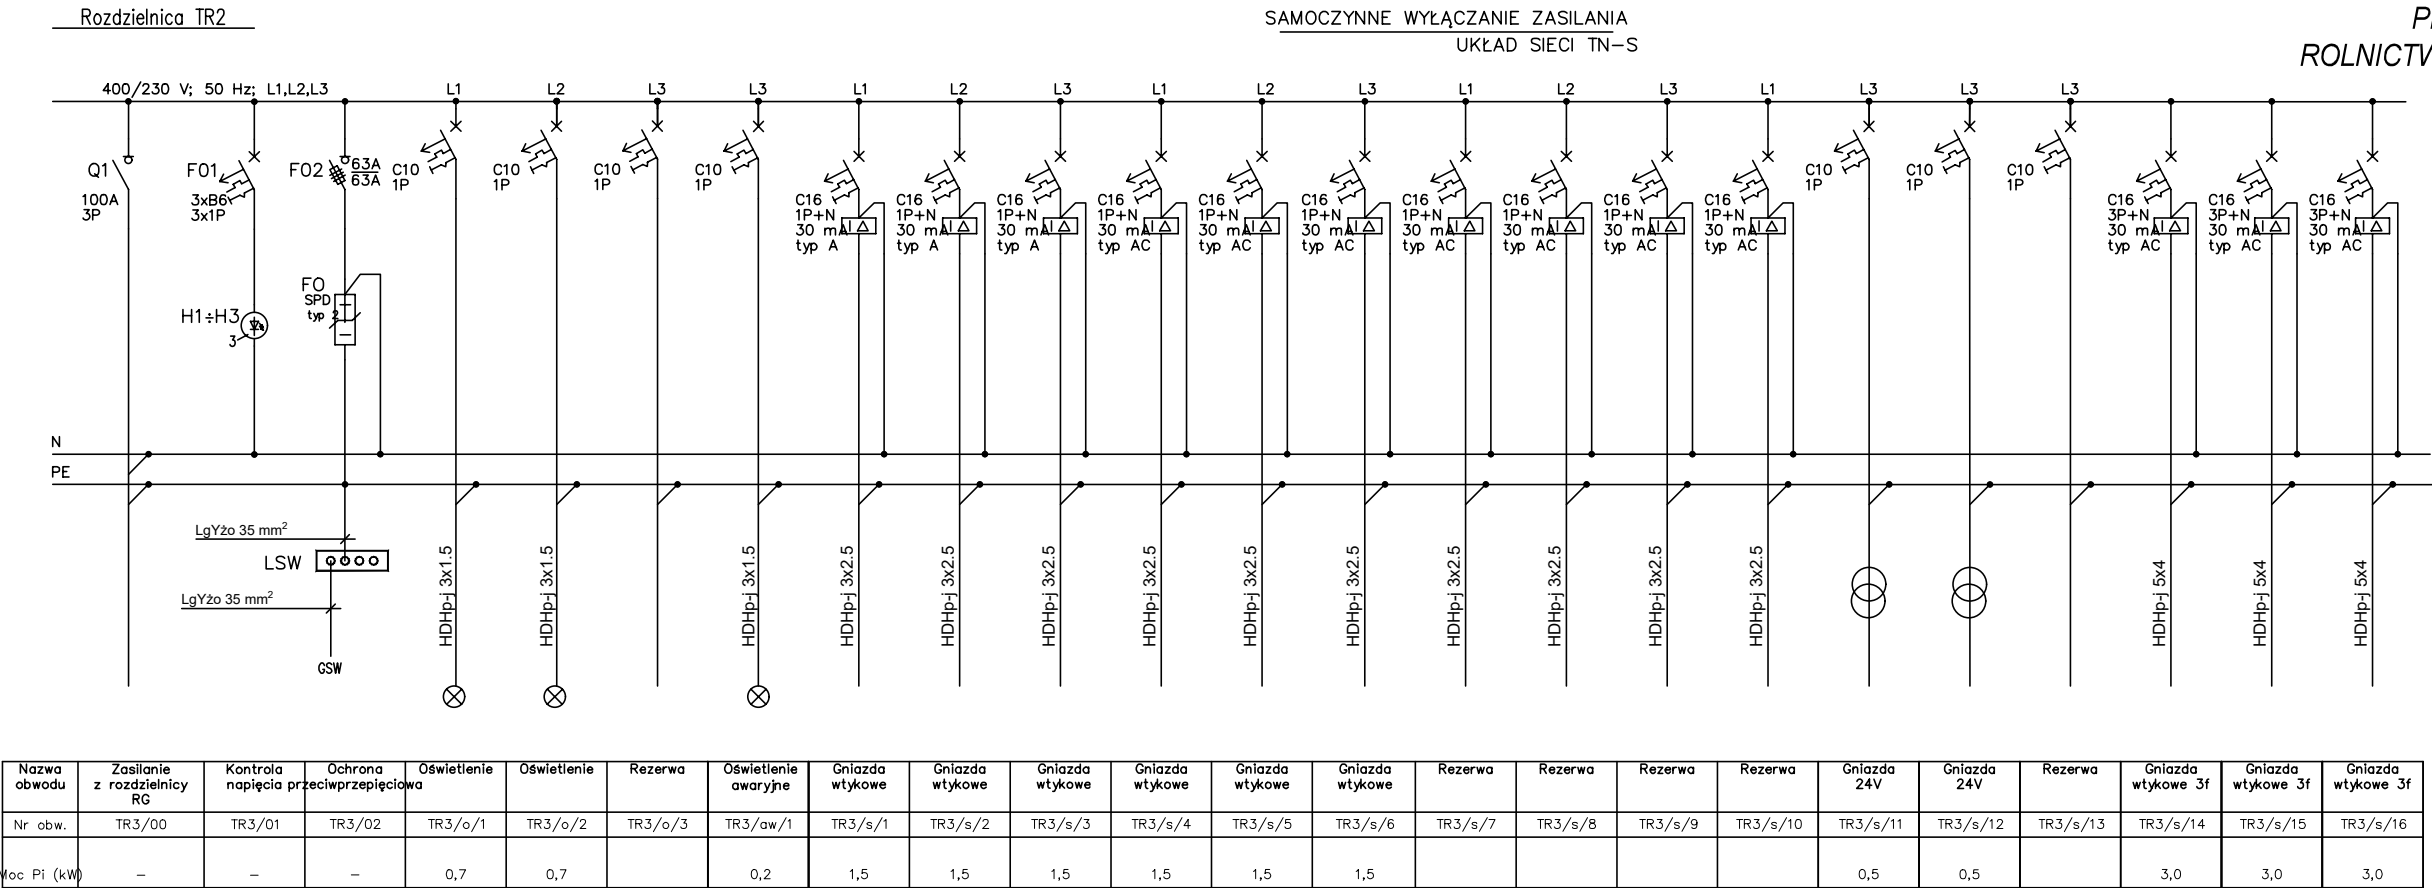 Rozdzielnica TR2
SAMOCZYNNE WYŁĄCZANIE ZASILANIA
UKŁAD SIECI TN-S
400/230 V; 50 Hz; L1,L2,L3
L1 L2 L3 L3 L1 L2 L3 L1 L2 L3 L1 L2 L3 L1 L3 L3 L3
Q1
100A
3P
F01
3xB6
3x1P
F02
63A
63A
C10
1P
C10
1P
C10
1P
C10
1P
C16
1P+N
30 mA
typ A
C16
1P+N
30 mA
typ A
C16
1P+N
30 mA
typ A
C16
1P+N
30 mA
typ AC
C16
1P+N
30 mA
typ AC
C16
1P+N
30 mA
typ AC
C16
1P+N
30 mA
typ AC
C16
1P+N
30 mA
typ AC
C16
1P+N
30 mA
typ AC
C16
1P+N
30 mA
typ AC
C10
1P
C10
1P
C10
1P
C16
3P+N
30 mA
typ AC
C16
3P+N
30 mA
typ AC
C16
3P+N
30 mA
typ AC
FO
SPD
typ 2
H1÷H3
3
N
PE
LgYżo 35 mm²
LSW
LgYżo 35 mm²
GSW
HDHp-j 3x1.5
HDHp-j 3x1.5
HDHp-j 3x1.5
HDHp-j 3x2.5
HDHp-j 3x2.5
HDHp-j 3x2.5
HDHp-j 3x2.5
HDHp-j 3x2.5
HDHp-j 3x2.5
HDHp-j 3x2.5
HDHp-j 3x2.5
HDHp-j 3x2.5
HDHp-j 3x2.5
HDHp-j 5x4
HDHp-j 5x4
HDHp-j 5x4
Nazwa obwodu
Zasilanie z rozdzielnicy RG
Kontrola napięcia
Ochrona przeciwprzepięciowa
Oświetlenie
Oświetlenie
Rezerwa
Oświetlenie awaryjne
Gniazda wtykowe
Gniazda wtykowe
Gniazda wtykowe
Gniazda wtykowe
Gniazda wtykowe
Gniazda wtykowe
Rezerwa
Rezerwa
Rezerwa
Rezerwa
Gniazda 24V
Gniazda 24V
Rezerwa
Gniazda wtykowe 3f
Gniazda wtykowe 3f
Gniazda wtykowe 3f
Nr obw. TR3/00 TR3/01 TR3/02 TR3/o/1 TR3/o/2 TR3/o/3 TR3/aw/1 TR3/s/1 TR3/s/2 TR3/s/3 TR3/s/4 TR3/s/5 TR3/s/6 TR3/s/7 TR3/s/8 TR3/s/9 TR3/s/10 TR3/s/11 TR3/s/12 TR3/s/13 TR3/s/14 TR3/s/15 TR3/s/16
Moc Pi (kW) - - - 0,7 0,7 0,2 1,5 1,5 1,5 1,5 1,5 1,5 0,5 0,5 3,0 3,0 3,0